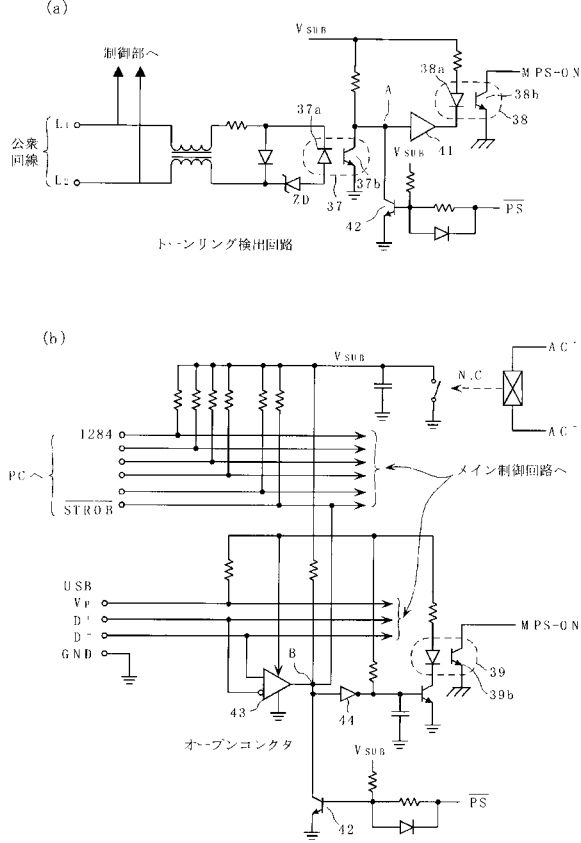 (a)
VSUB
制御部へ
38a
MPS-ON
L1
公衆
回線
L2
37a
A
38b
38
41
VSUB
37b
ZD
37
42
PS
トーンリング検出回路
(b)
VSUB
AC
N.C
AC
1284
PCへ
STROB
メイン制御回路へ
USB
VP
D+
D-
GND
MPS-ON
B
39
39b
43
44
オープンコレクタ
VSUB
PS
42